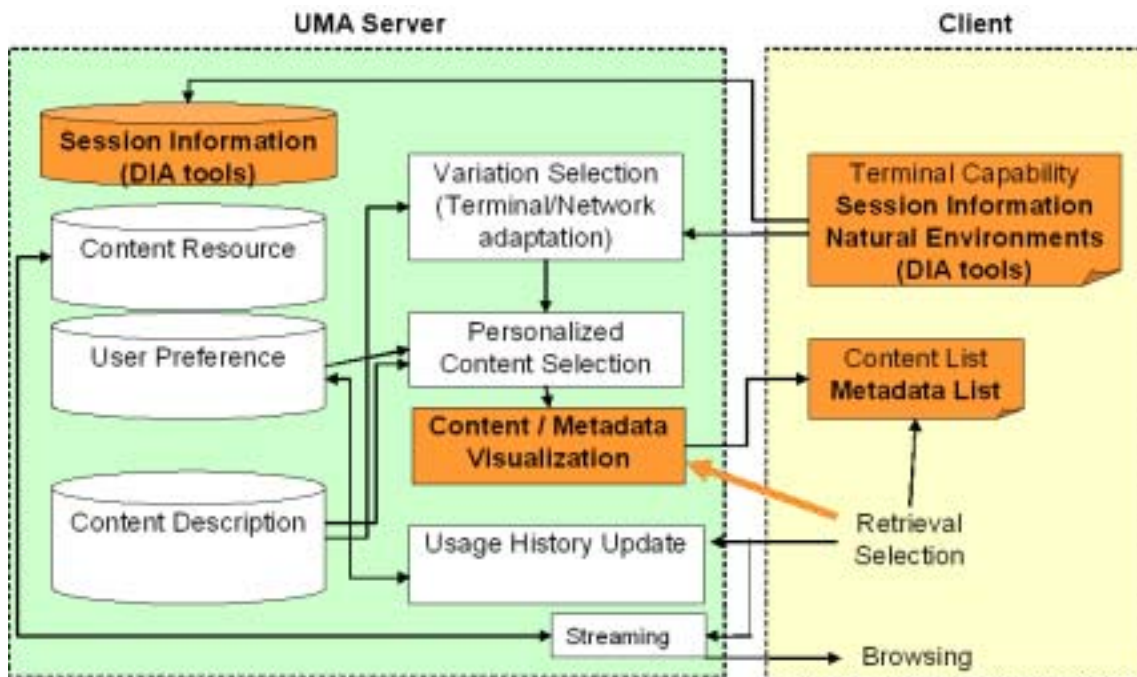 UMA Server
Client
Session Information
(DIA tools)
Content Resource
User Preference
Content Description
Variation Selection
(Terminal/Network
adaptation)
Personalized
Content Selection
Content / Metadata
Visualization
Usage History Update
Streaming
Terminal Capability
Session Information
Natural Environments
(DIA tools)
Content List
Metadata List
Retrieval
Selection
Browsing